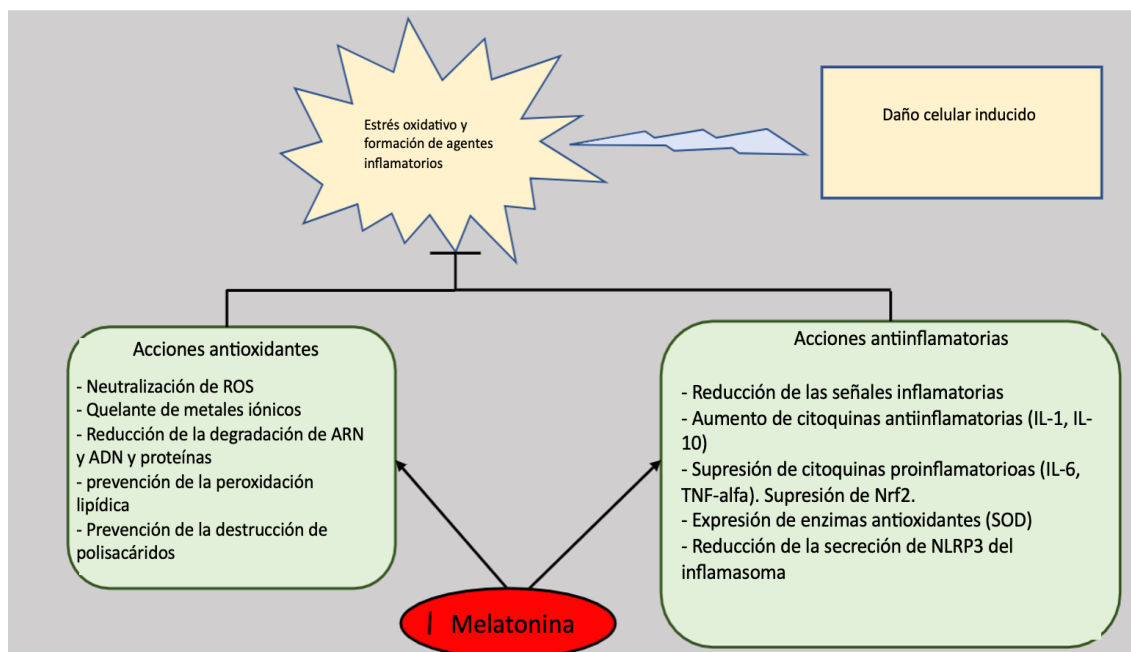 Estrés oxidativo y
formación de agentes
inflamatorios
Daño celular inducido
Acciones antioxidantes
- Neutralización de ROS
- Quelante de metales iónicos
- Reducción de la degradación de ARN
y ADN y proteínas
- prevención de la peroxidación
lipídica
- Prevención de la destrucción de
polisacáridos
Acciones antiinflamatorias
- Reducción de las señales inflamatorias
- Aumento de citoquinas antiinflamatorias (IL-1, IL-
10)
- Supresión de citoquinas proinflamatorioas (IL-6,
TNF-alfa). Supresión de Nrf2.
- Expresión de enzimas antioxidantes (SOD)
- Reducción de la secreción de NLRP3 del
inflamasoma
Melatonina